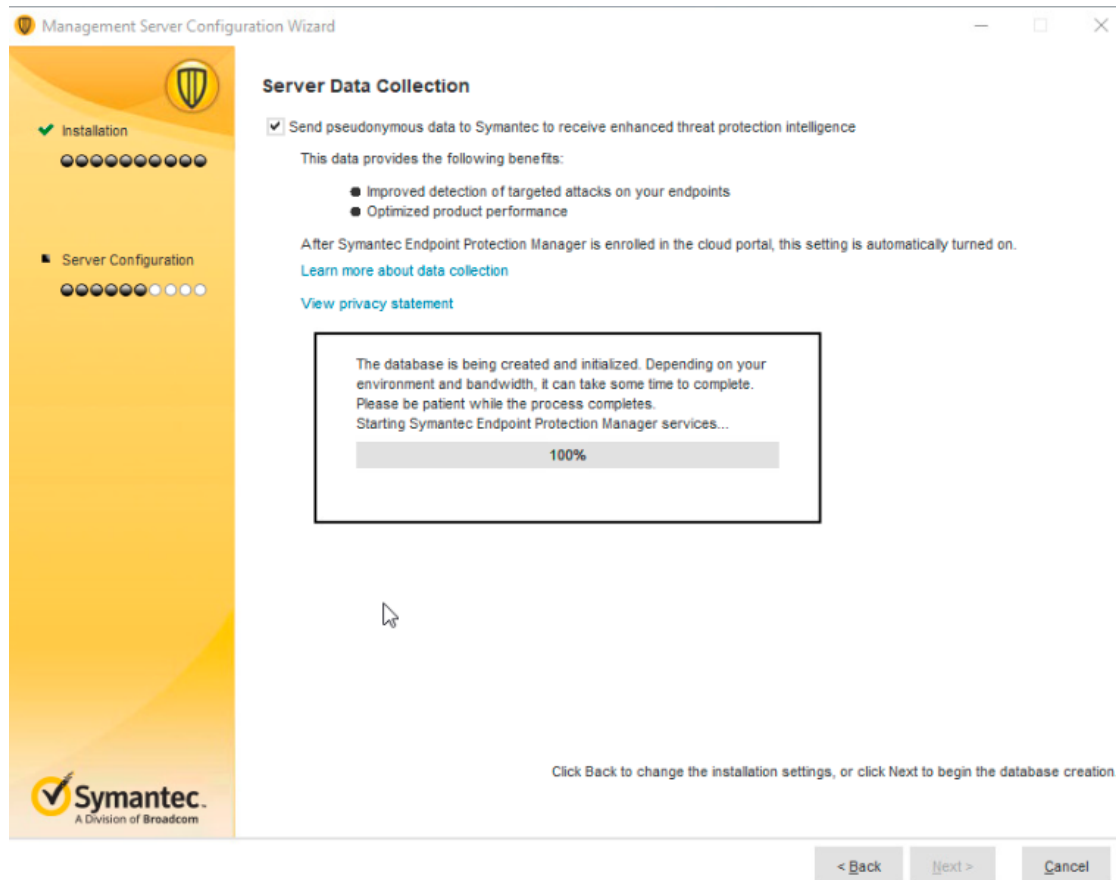 Management Server Configuration Wizard
Server Data Collection
Installation
Send pseudonymous data to Symantec to receive enhanced threat protection intelligence
This data provides the following benefits:
Improved detection of targeted attacks on your endpoints
Optimized product performance
After Symantec Endpoint Protection Manager is enrolled in the cloud portal, this setting is automatically turned on.
Server Configuration
Learn more about data collection
View privacy statement
The database is being created and initialized. Depending on your
environment and bandwidth, it can take some time to complete.
Please be patient while the process completes.
Starting Symantec Endpoint Protection Manager services...
100%
Click Back to change the installation settings, or click Next to begin the database creation
Symantec.
A Division of Broadcom
< Back
Next >
Cancel